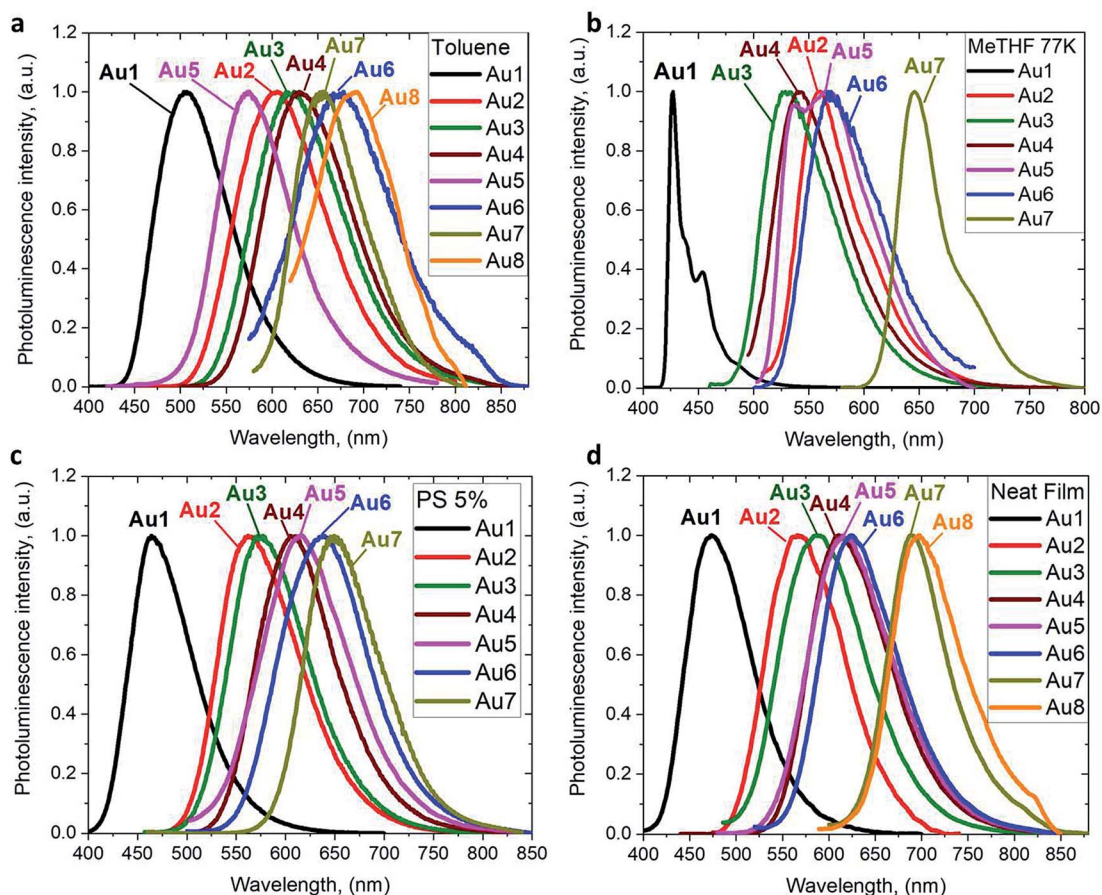 a
Photoluminescence intensity, (a.u.)
1.2
1.0
0.8
0.6
0.4
0.2
0.0
Au1
Au5
Au2
Au3
Au4
Au7
Au6
Au8
Toluene
Au1
Au2
Au3
Au4
Au5
Au6
Au7
Au8
400 450 500 550 600 650 700 750 800 850
Wavelength, (nm)
b
Photoluminescence intensity, (a.u.)
1.2
1.0
0.8
0.6
0.4
0.2
0.0
Au1
Au3
Au4
Au2
Au5
Au6
Au7
MeTHF 77K
Au1
Au2
Au3
Au4
Au5
Au6
Au7
400 450 500 550 600 650 700 750 800
Wavelength, (nm)
c
Photoluminescence intensity, (a.u.)
1.2
1.0
0.8
0.6
0.4
0.2
0.0
Au1
Au2
Au3
Au4
Au5
Au6
Au7
PS 5%
Au1
Au2
Au3
Au4
Au5
Au6
Au7
400 450 500 550 600 650 700 750 800 850
Wavelength, (nm)
d
Photoluminescence intensity, (a.u.)
1.2
1.0
0.8
0.6
0.4
0.2
0.0
Au1
Au2
Au3
Au4
Au5
Au6
Au7
Au8
Neat Film
Au1
Au2
Au3
Au4
Au5
Au6
Au7
Au8
400 450 500 550 600 650 700 750 800 850
Wavelength, (nm)